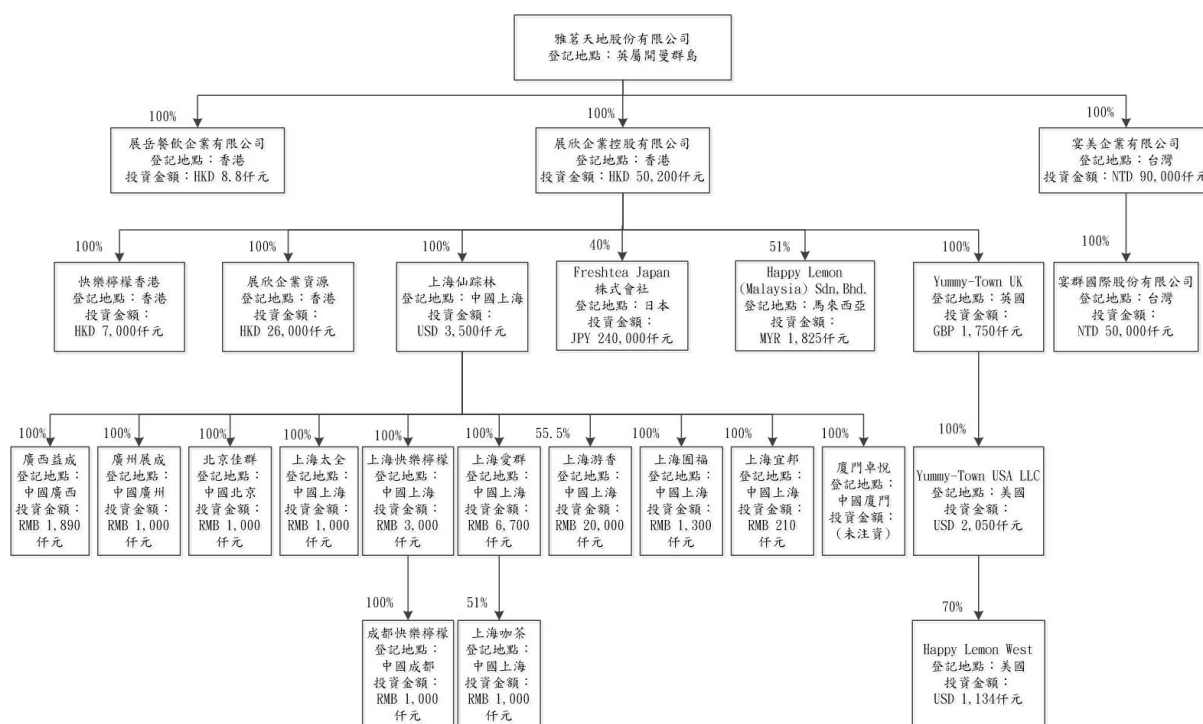 雅茗天地股份有限公司
登記地點：英屬開曼群島
100%
100%
100%
展岳餐飲企業有限公司
登記地點：香港
投資金額：HKD 8.8仟元
展欣企業控股有限公司
登記地點：香港
投資金額：HKD 50,200仟元
宴美企業有限公司
登記地點：台灣
投資金額：NTD 90,000仟元
100%
100%
100%
40%
51%
100%
100%
快樂檸檬香港
登記地點：香港
投資金額：
HKD 7,000仟元
展欣企業資源
登記地點：香港
投資金額：
HKD 26,000仟元
上海仙踪林
登記地點：中國上海
投資金額：
USD 3,500仟元
Freshtea Japan
株式會社
登記地點：日本
投資金額：
JPY 240,000仟元
Happy Lemon
(Malaysia) Sdn,Bhd.
登記地點：馬來西亞
投資金額：
MYR 1,825仟元
Yummy-Town UK
登記地點：英國
投資金額：
GBP 1,750仟元
宴群國際股份有限公司
登記地點：台灣
投資金額：
NTD 50,000仟元
100%
100%
100%
100%
100%
100%
55.5%
100%
100%
100%
100%
廣西益成
登記地點：
中國廣西
投資金額：
RMB 1,890
仟元
廣州展成
登記地點：
中國廣州
投資金額：
RMB 1,000
仟元
北京佳群
登記地點：
中國北京
投資金額：
RMB 1,000
仟元
上海太全
登記地點：
中國上海
投資金額：
RMB 1,000
仟元
上海快樂檸檬
登記地點：
中國上海
投資金額：
RMB 3,000
仟元
上海愛群
登記地點：
中國上海
投資金額：
RMB 6,700
仟元
上海游香
登記地點：
中國上海
投資金額：
RMB 20,000
仟元
上海圃福
登記地點：
中國上海
投資金額：
RMB 1,300
仟元
上海宜邦
登記地點：
中國上海
投資金額：
RMB 210
仟元
廈門卓悅
登記地點：
中國廈門
投資金額：
(未注資)
Yummy-Town USA LLC
登記地點：美國
投資金額：
USD 2,050仟元
100%
51%
70%
成都快樂檸檬
登記地點：
中國成都
投資金額：
RMB 1,000
仟元
上海咖茶
登記地點：
中國上海
投資金額：
RMB 1,000
仟元
Happy Lemon West
登記地點：美國
投資金額：
USD 1,134仟元